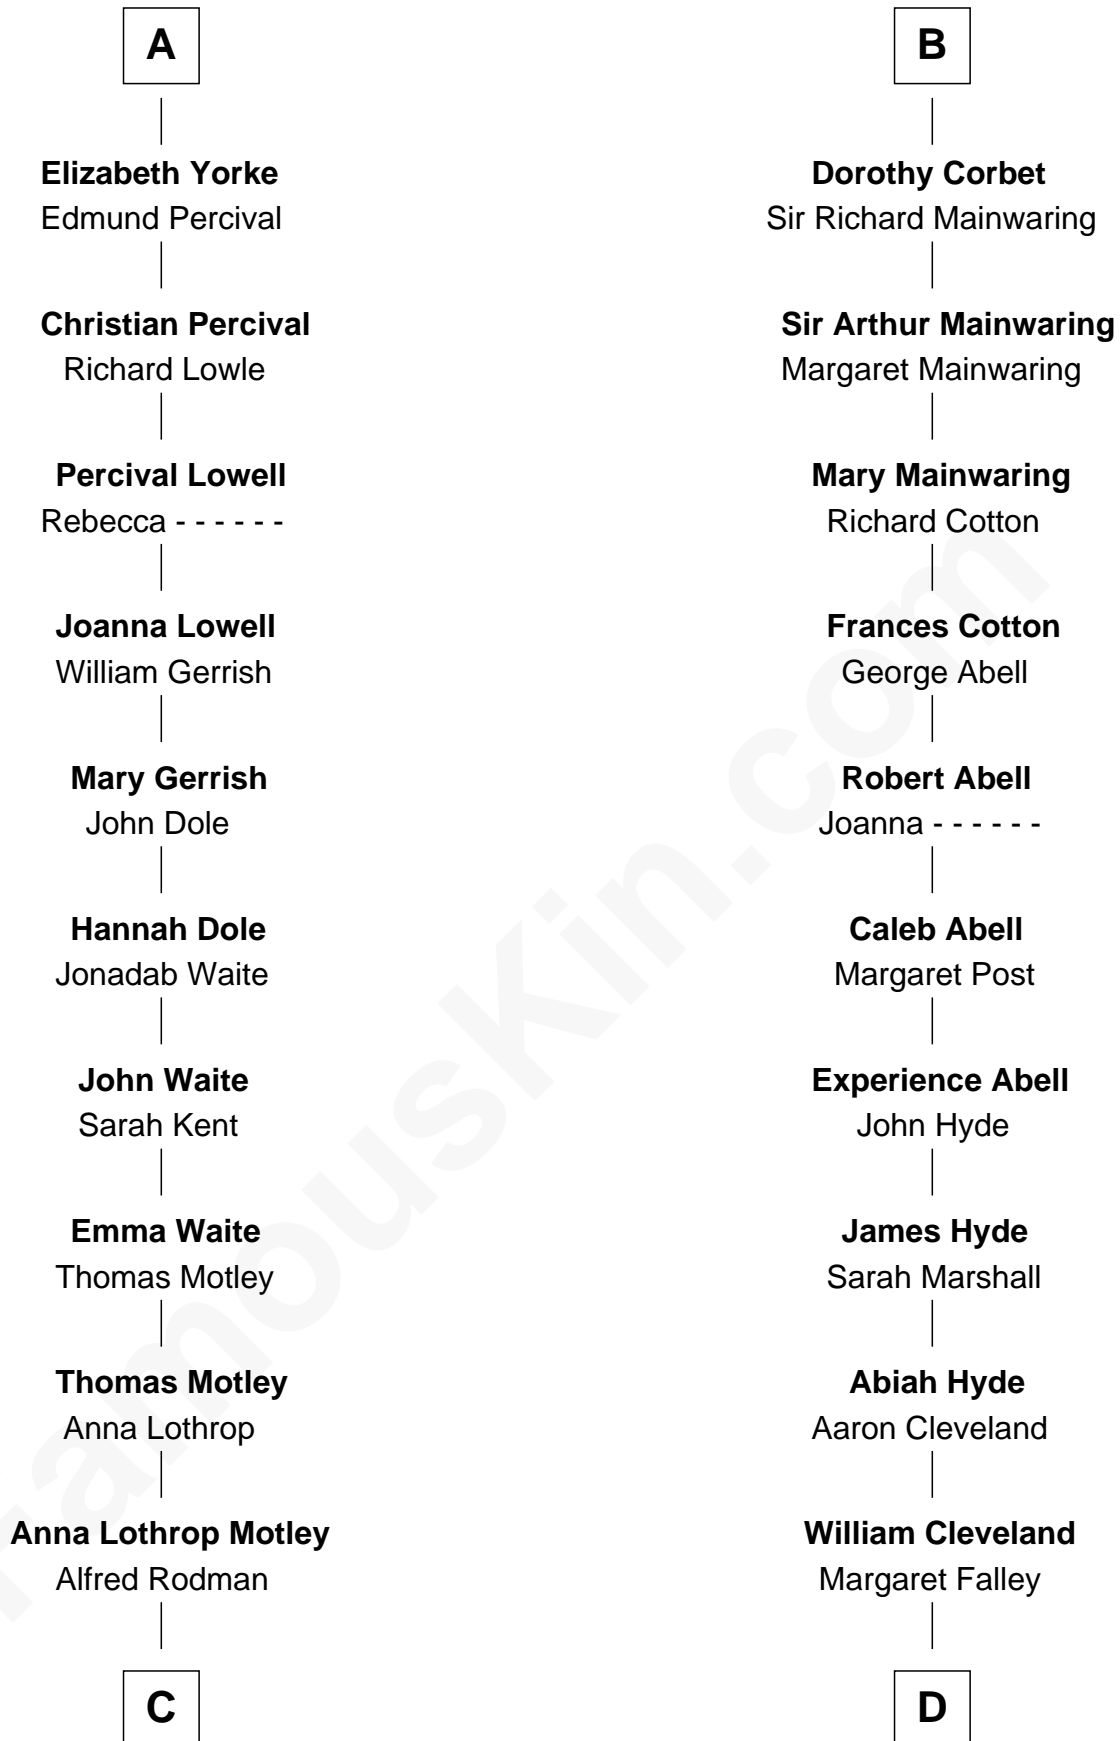 A
Elizabeth Yorke
Edmund Percival
Christian Percival
Richard Lowle
Percival Lowell
Rebecca - - - - - -
Joanna Lowell
William Gerrish
Mary Gerrish
John Dole
Hannah Dole
Jonadab Waite
John Waite
Sarah Kent
Emma Waite
Thomas Motley
Thomas Motley
Anna Lothrop
Anna Lothrop Motley
Alfred Rodman
C
B
Dorothy Corbet
Sir Richard Mainwaring
Sir Arthur Mainwaring
Margaret Mainwaring
Mary Mainwaring
Richard Cotton
Frances Cotton
George Abell
Robert Abell
Joanna - - - - - -
Caleb Abell
Margaret Post
Experience Abell
John Hyde
James Hyde
Sarah Marshall
Abiah Hyde
Aaron Cleveland
William Cleveland
Margaret Falley
D
FamousKin.com